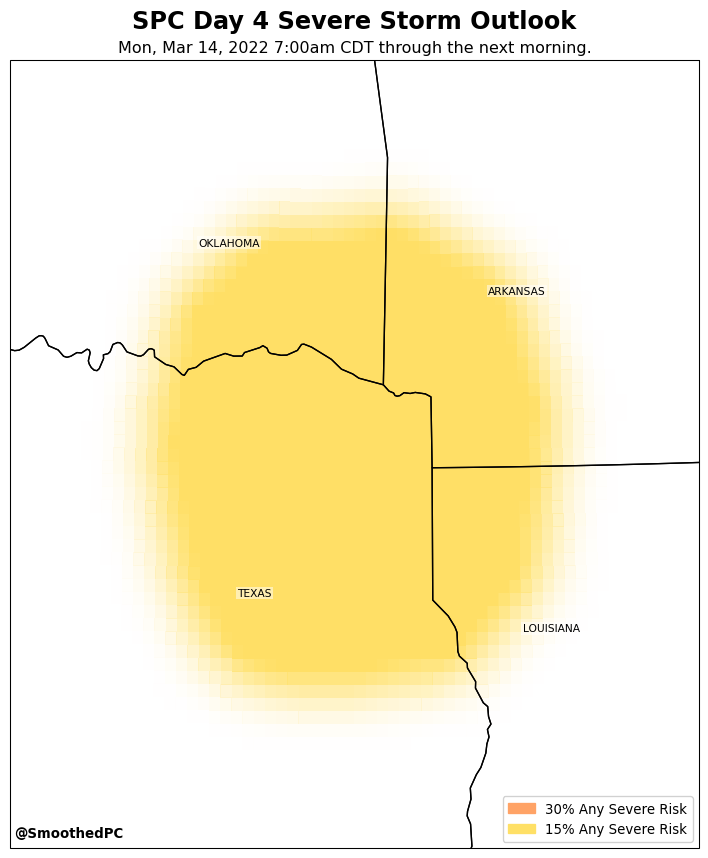 SPC Day 4 Severe Storm Outlook
Mon, Mar 14, 2022 7:00am CDT through the next morning.
OKLAHOMA
ARKANSAS
TEXAS
LOUISIANA
30% Any Severe Risk
15% Any Severe Risk
@SmoothedPC